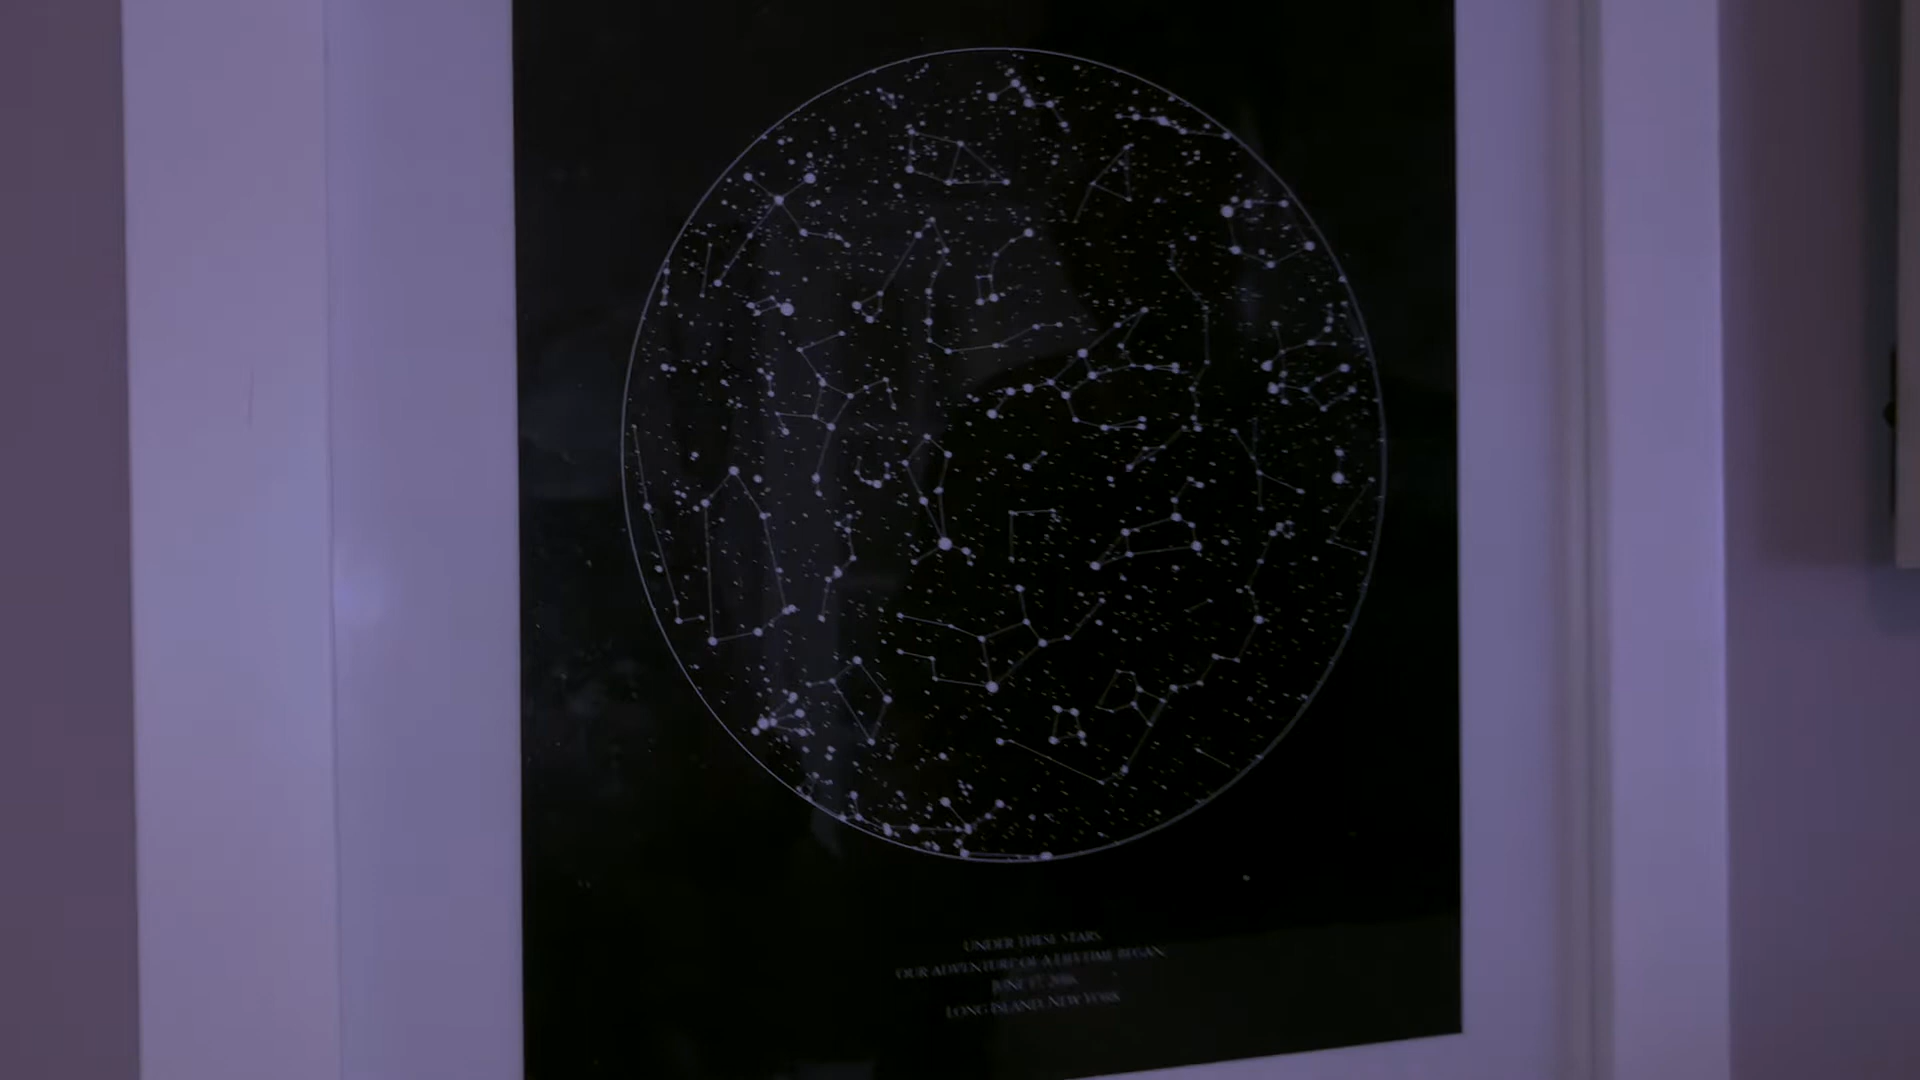 UNDER THESE STARS
OUR ADVENTURE OF A LIFETIME BEGAN
JUNE 17, 
LONG ISLAND, NEW YORK